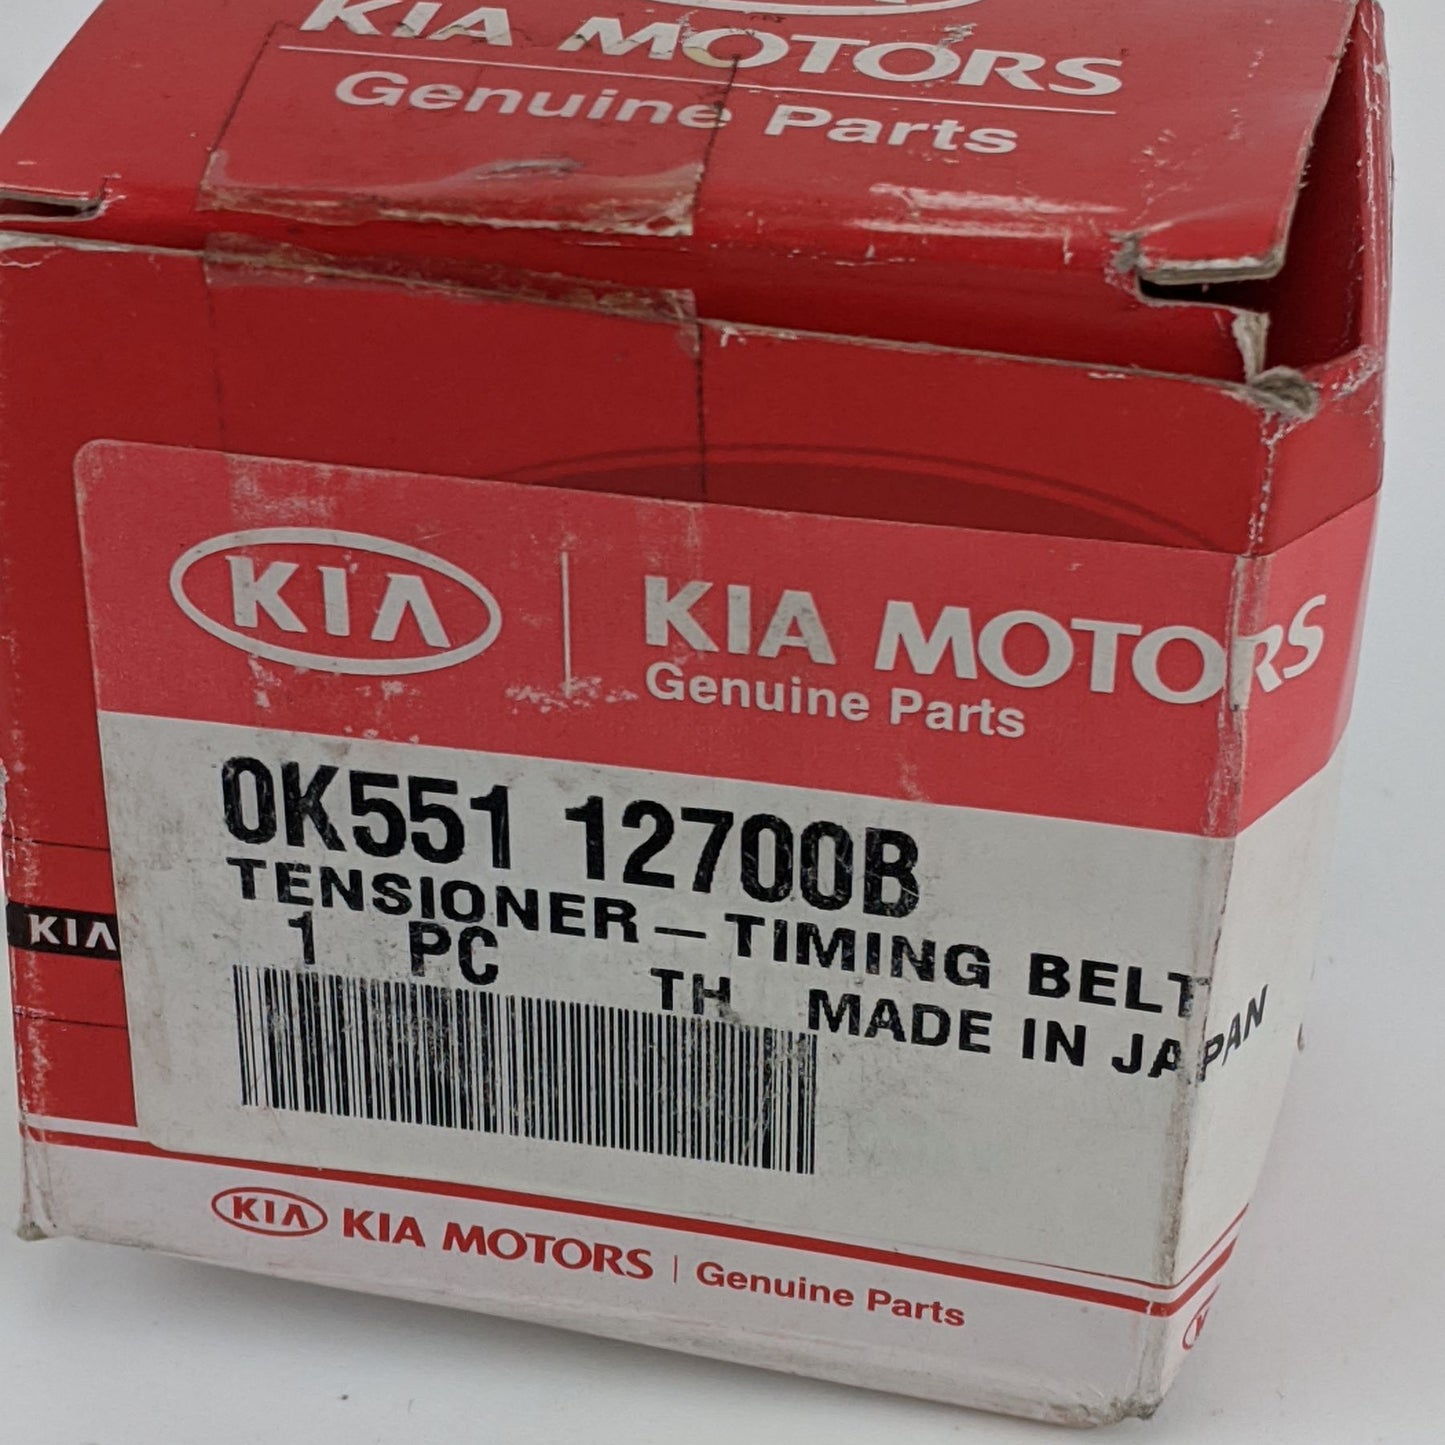 KIA MOTORS
Genuine Parts
KIA
KIA MOTORS
Genuine Parts
0K551 12700B
TENSIONER-TIMING BELT
1 PC TH MADE IN JAPAN
KIA
KIA KIA MOTORS | Genuine Parts